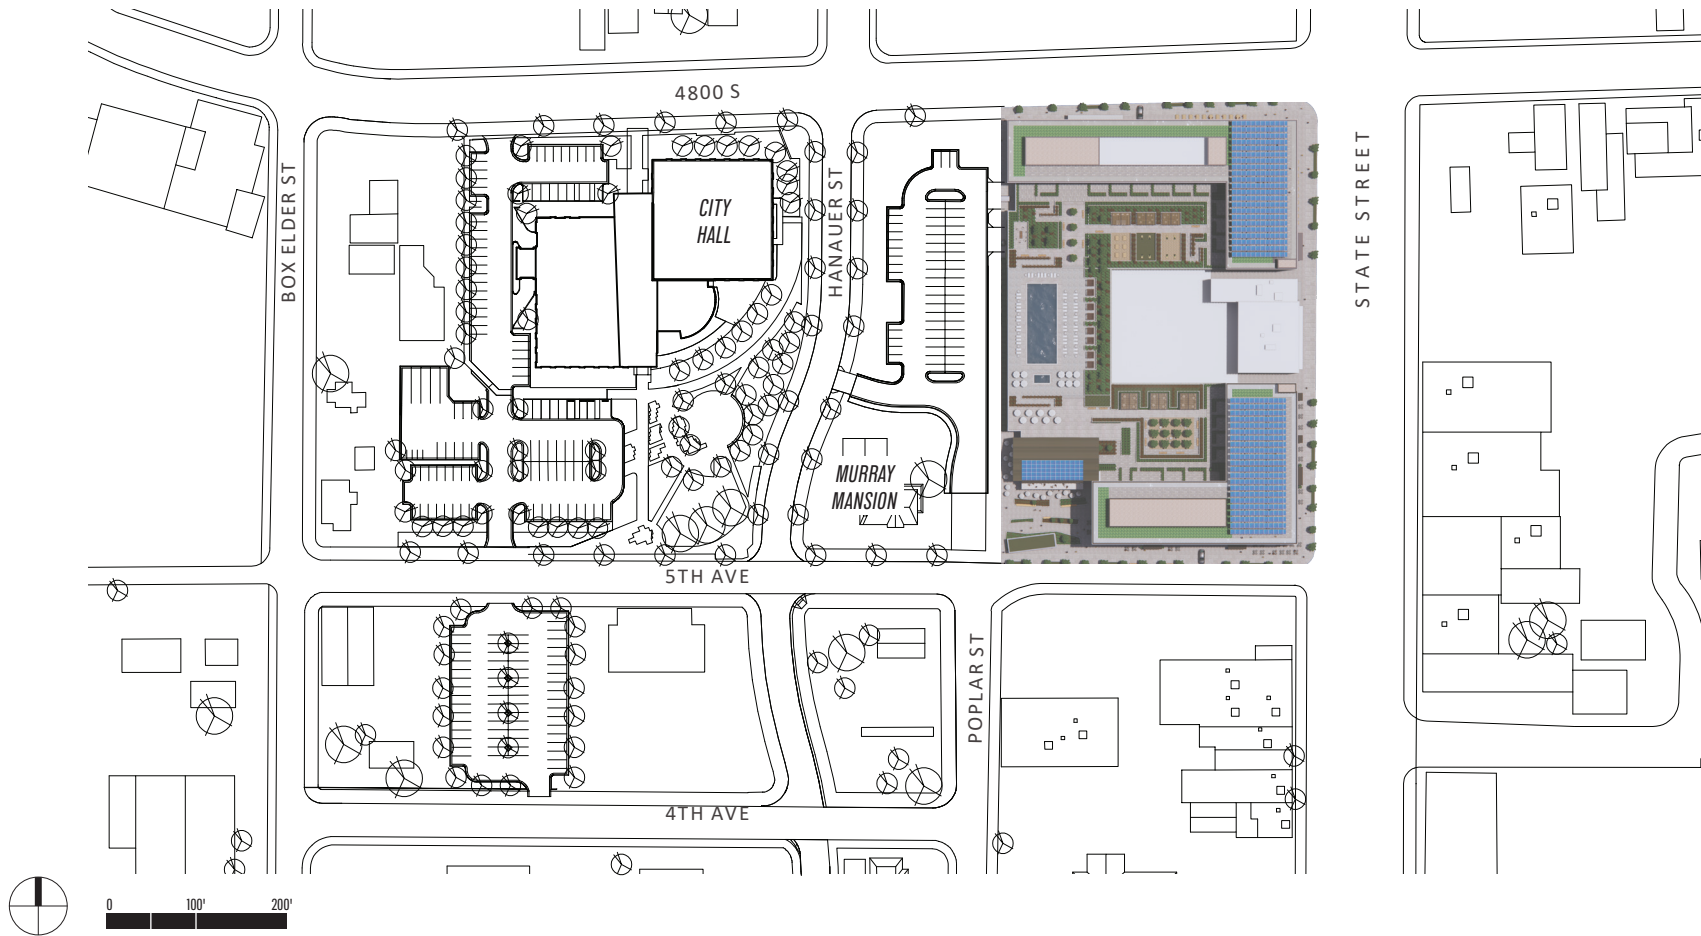 4800 S
BOX ELDER ST
CITY
HALL
HANAUER ST
STATE STREET
MURRAY
MANSION
5TH AVE
POPLAR ST
4TH AVE
0 100' 200'